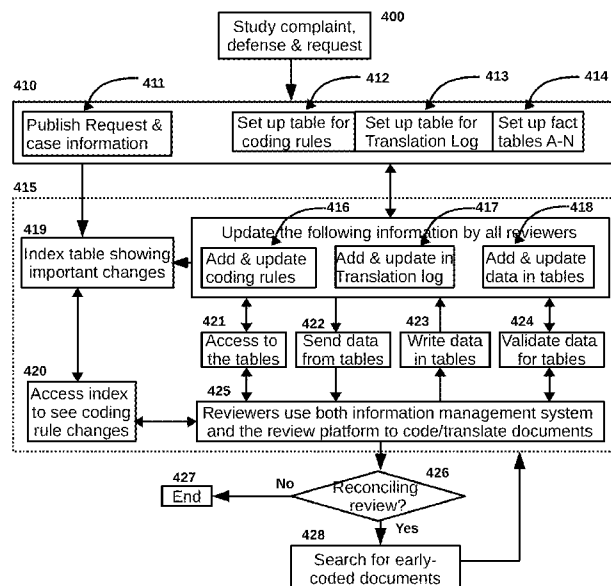 Study complaint,
defense & request
400
410
411
412
413
414
Publish Request &
case information
Set up table for
coding rules
Set up table for
Translation Log
Set up fact
tables A-N
415
416
417
418
419
Update the following information by all reviewers
Index table showing
important changes
Add & update
coding rules
Add & update in
Translation log
Add & update
data in tables
421
422
423
424
Access to
the tables
Send data
from tables
Write data
in tables
Validate data
for tables
420
425
Access index
to see coding
rule changes
Reviewers use both information management system
and the review platform to code/translate documents
426
427
No
End
Reconciling
review?
Yes
428
Search for early-
coded documents